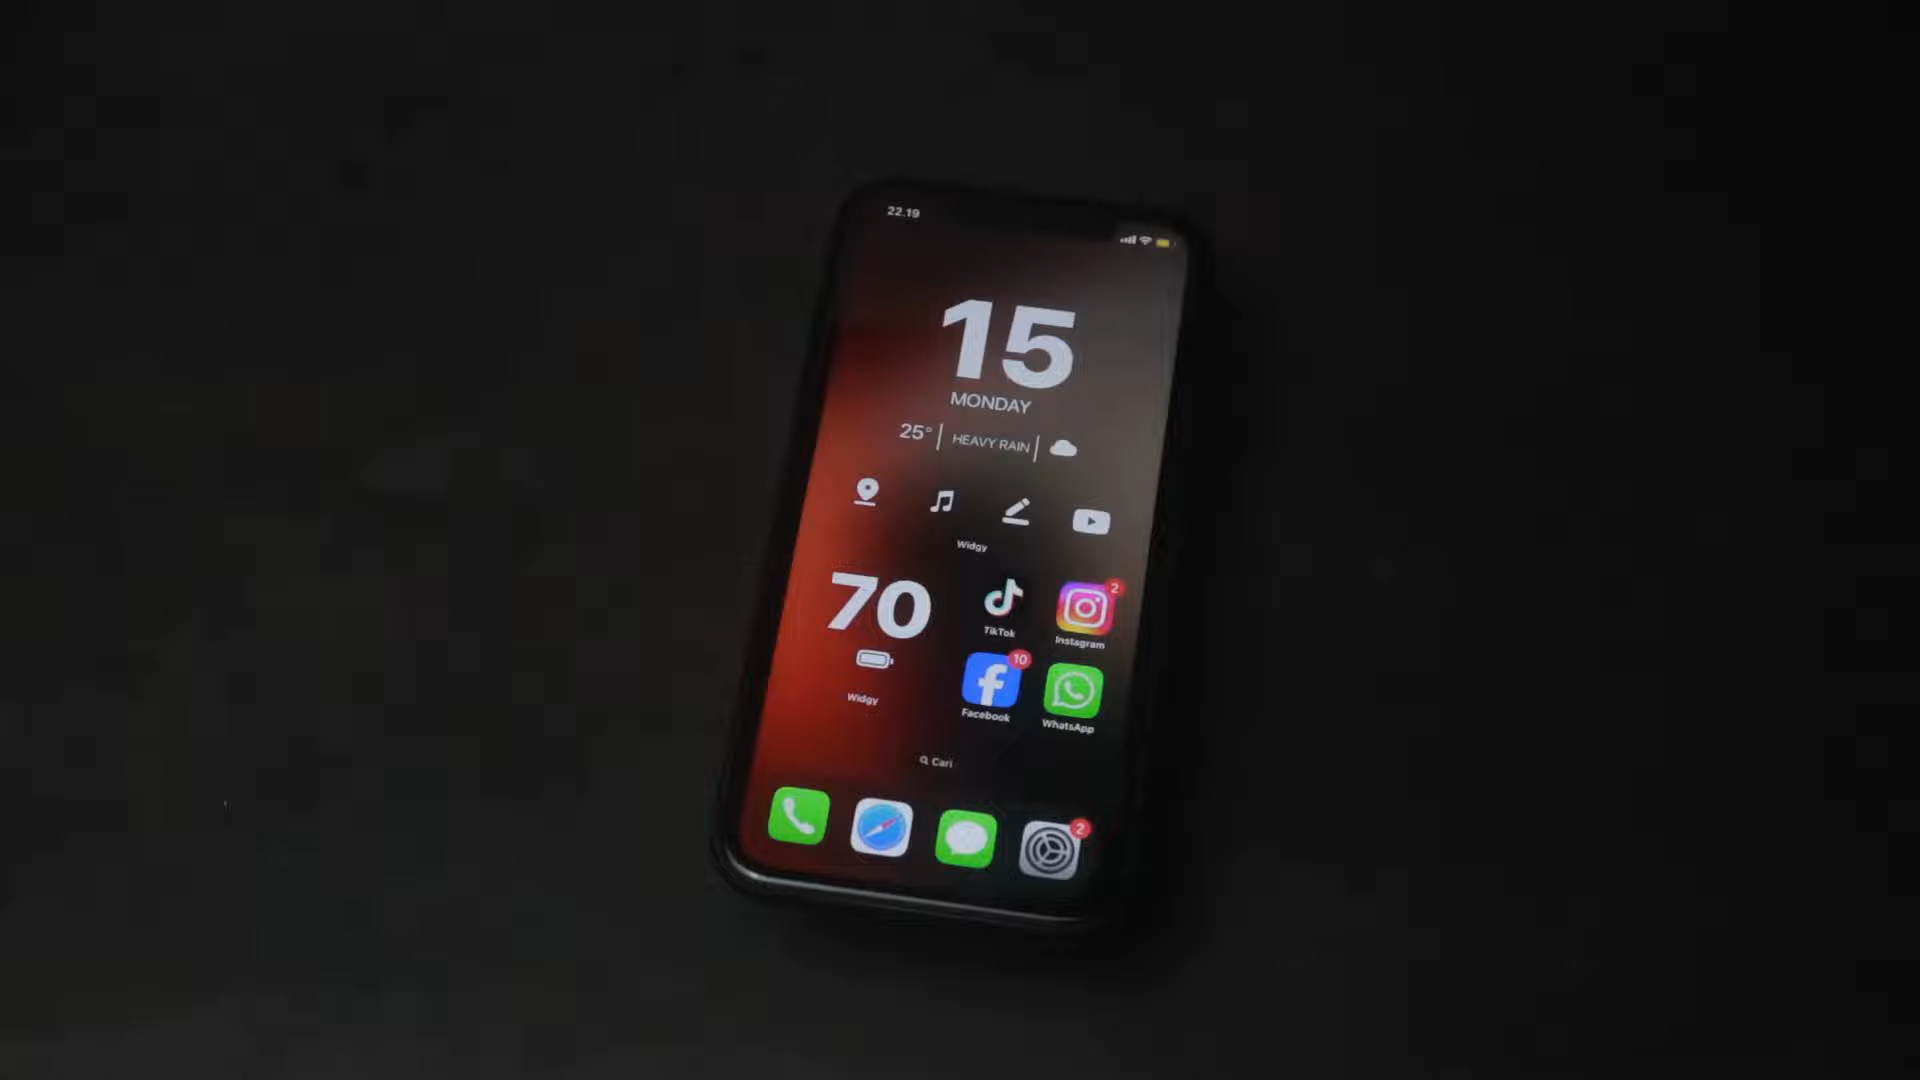 22.19
15
MONDAY
25° | HEAVY RAIN |
Widgy
70
Widgy
TikTok
2
Instagram
10
Facebook
WhatsApp
Cari
2